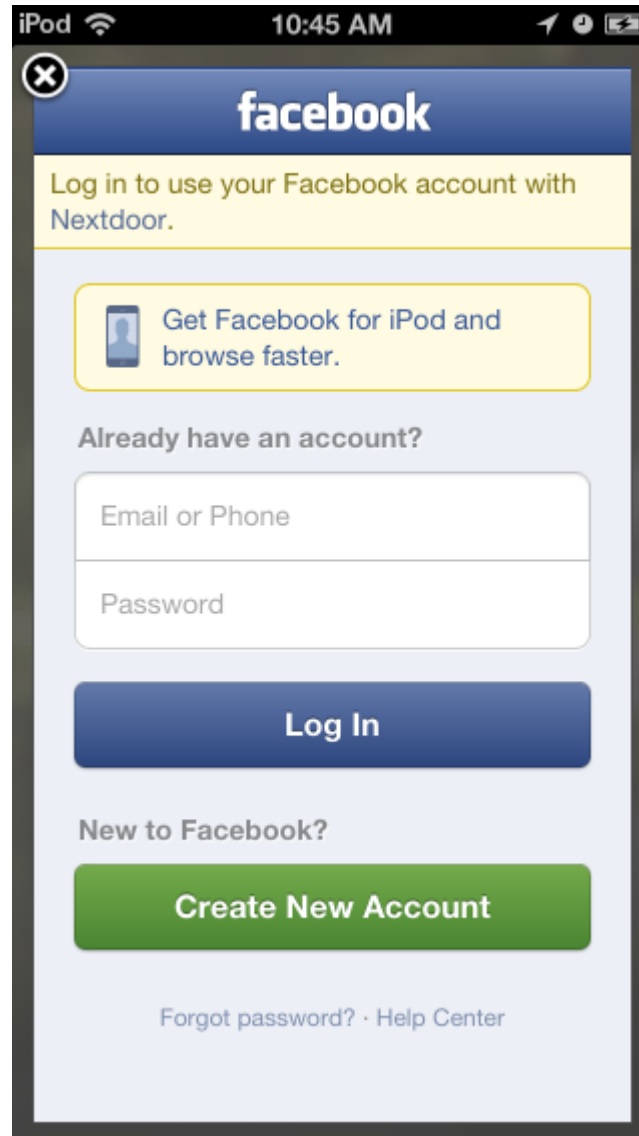 iPod 10:45 AM
facebook
Log in to use your Facebook account with
Nextdoor.
Get Facebook for iPod and
browse faster.
Already have an account?
Email or Phone
Password
Log In
New to Facebook?
Create New Account
Forgot password? · Help Center